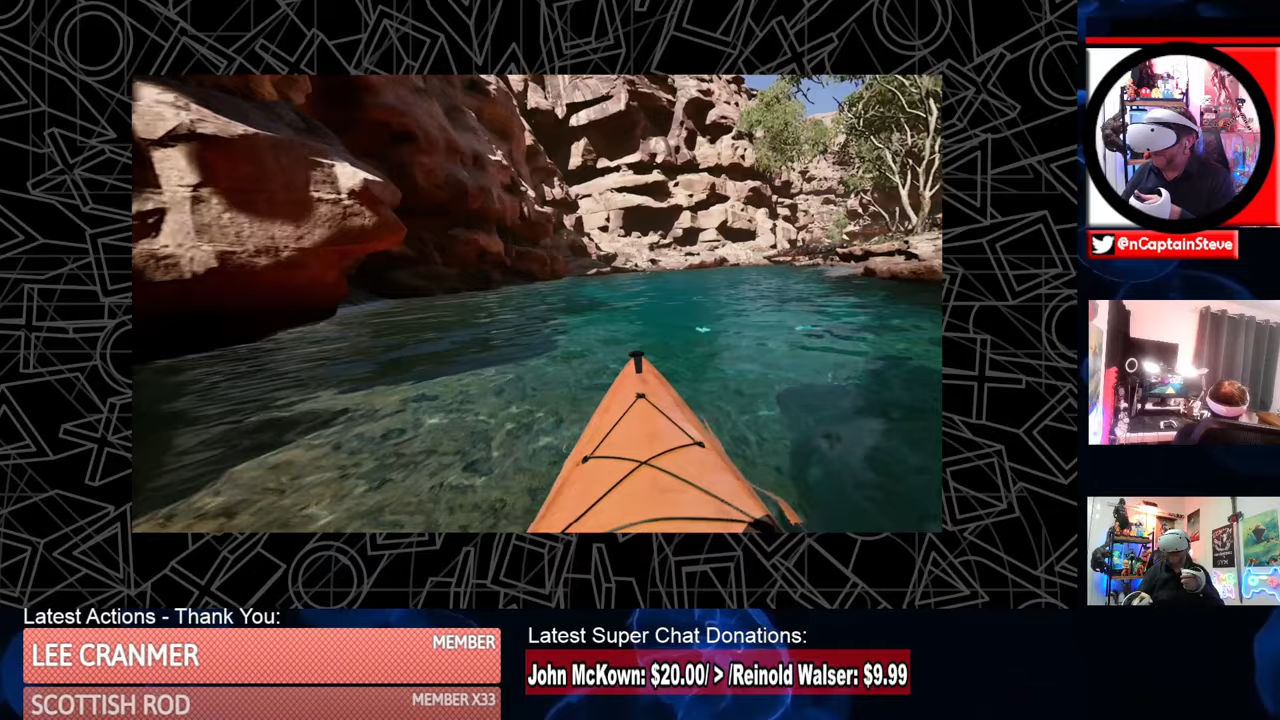 @nCaptainSteve
Latest Actions - Thank You:
LEE CRANMER
MEMBER
SCOTTISH ROD
MEMBER X33
Latest Super Chat Donations:
John McKown: $20.00/ > /Reinold Walser: $9.99